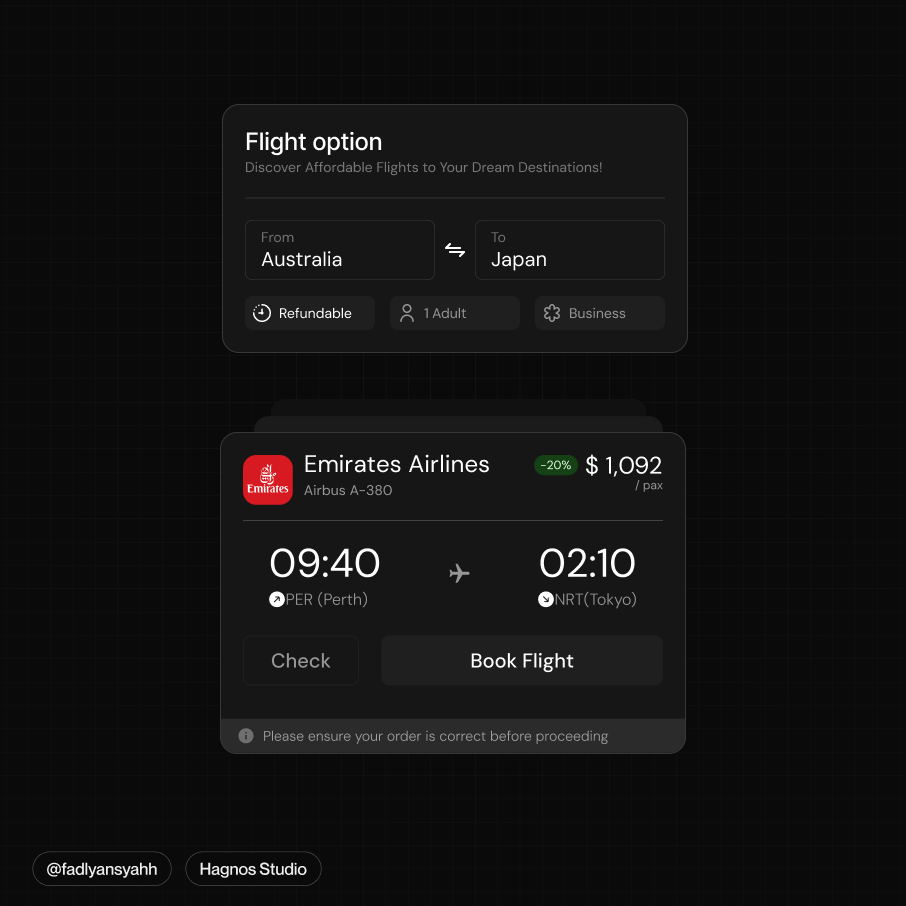 Flight option
Discover Affordable Flights to Your Dream Destinations!
From
Australia
To
Japan
Refundable
1 Adult
Business
Emirates
Emirates Airlines
Airbus A-380
-20%
$ 1,092
/ pax
09:40
PER (Perth)
02:10
NRT(Tokyo)
Check
Book Flight
Please ensure your order is correct before proceeding
@fadlyansyahh
Hagnos Studio